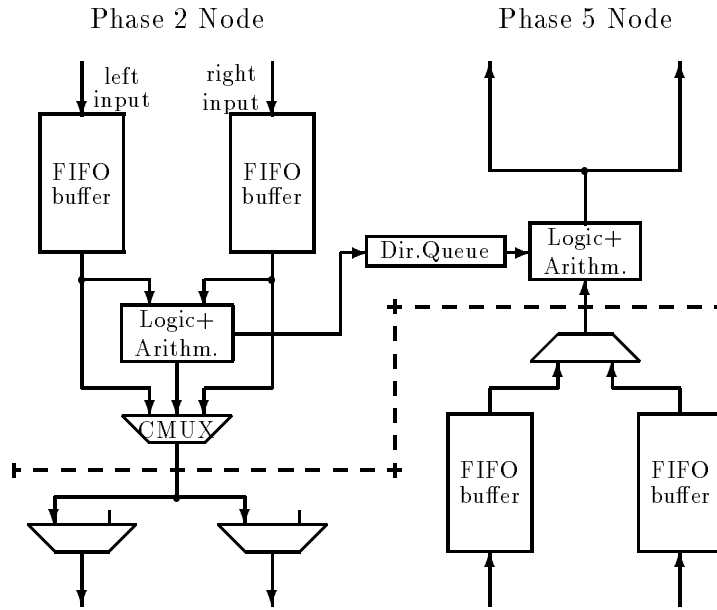 Phase 2 Node
Phase 5 Node
left
input
right
input
FIFO
buffer
FIFO
buffer
Dir.Queue
Logic+
Arithm.
Logic+
Arithm.
CMUX
FIFO
buffer
FIFO
buffer